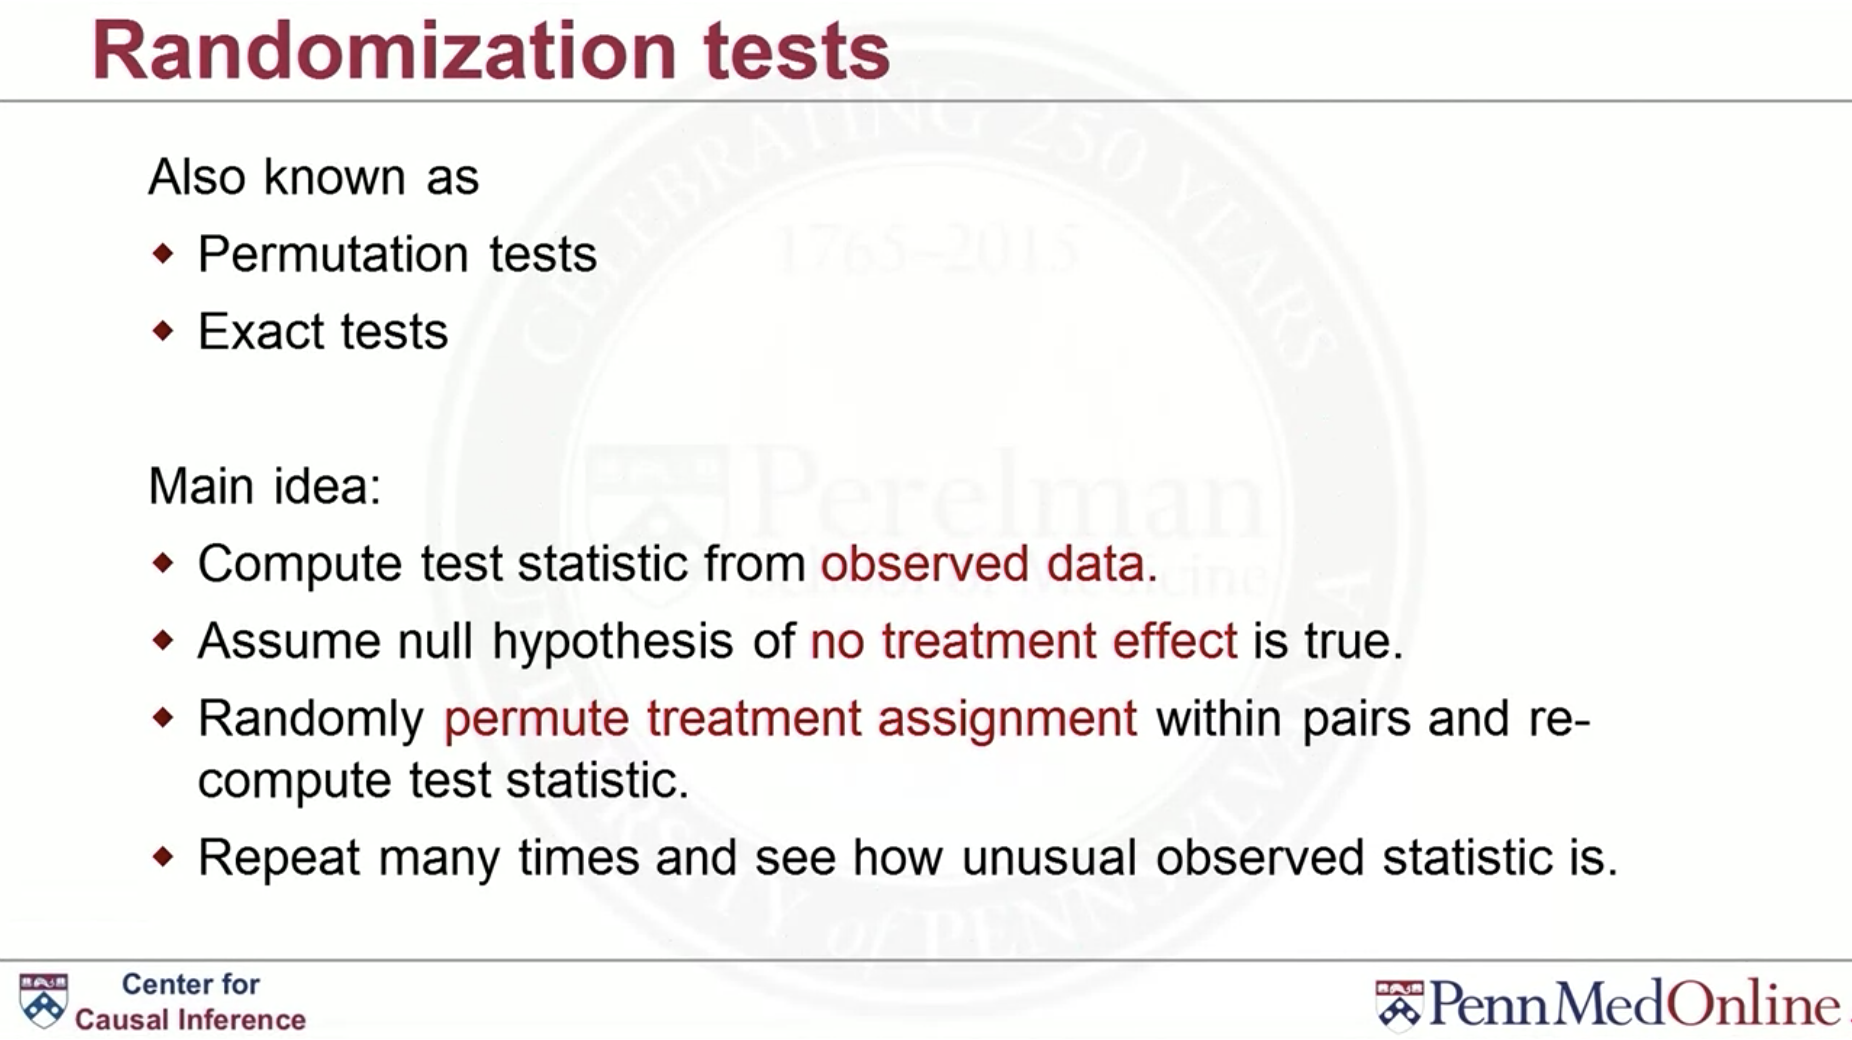 Randomization tests
Also known as
Permutation tests
Exact tests
Main idea:
Compute test statistic from observed data.
Assume null hypothesis of no treatment effect is true.
Randomly permute treatment assignment within pairs and re-
compute test statistic.
Repeat many times and see how unusual observed statistic is.
CELEBRATING 250 YEARS
1765–2015
Perelman
School of Medicine
UNIVERSITY of PENNSYLVANIA
Center for
Causal Inference
PennMedOnline